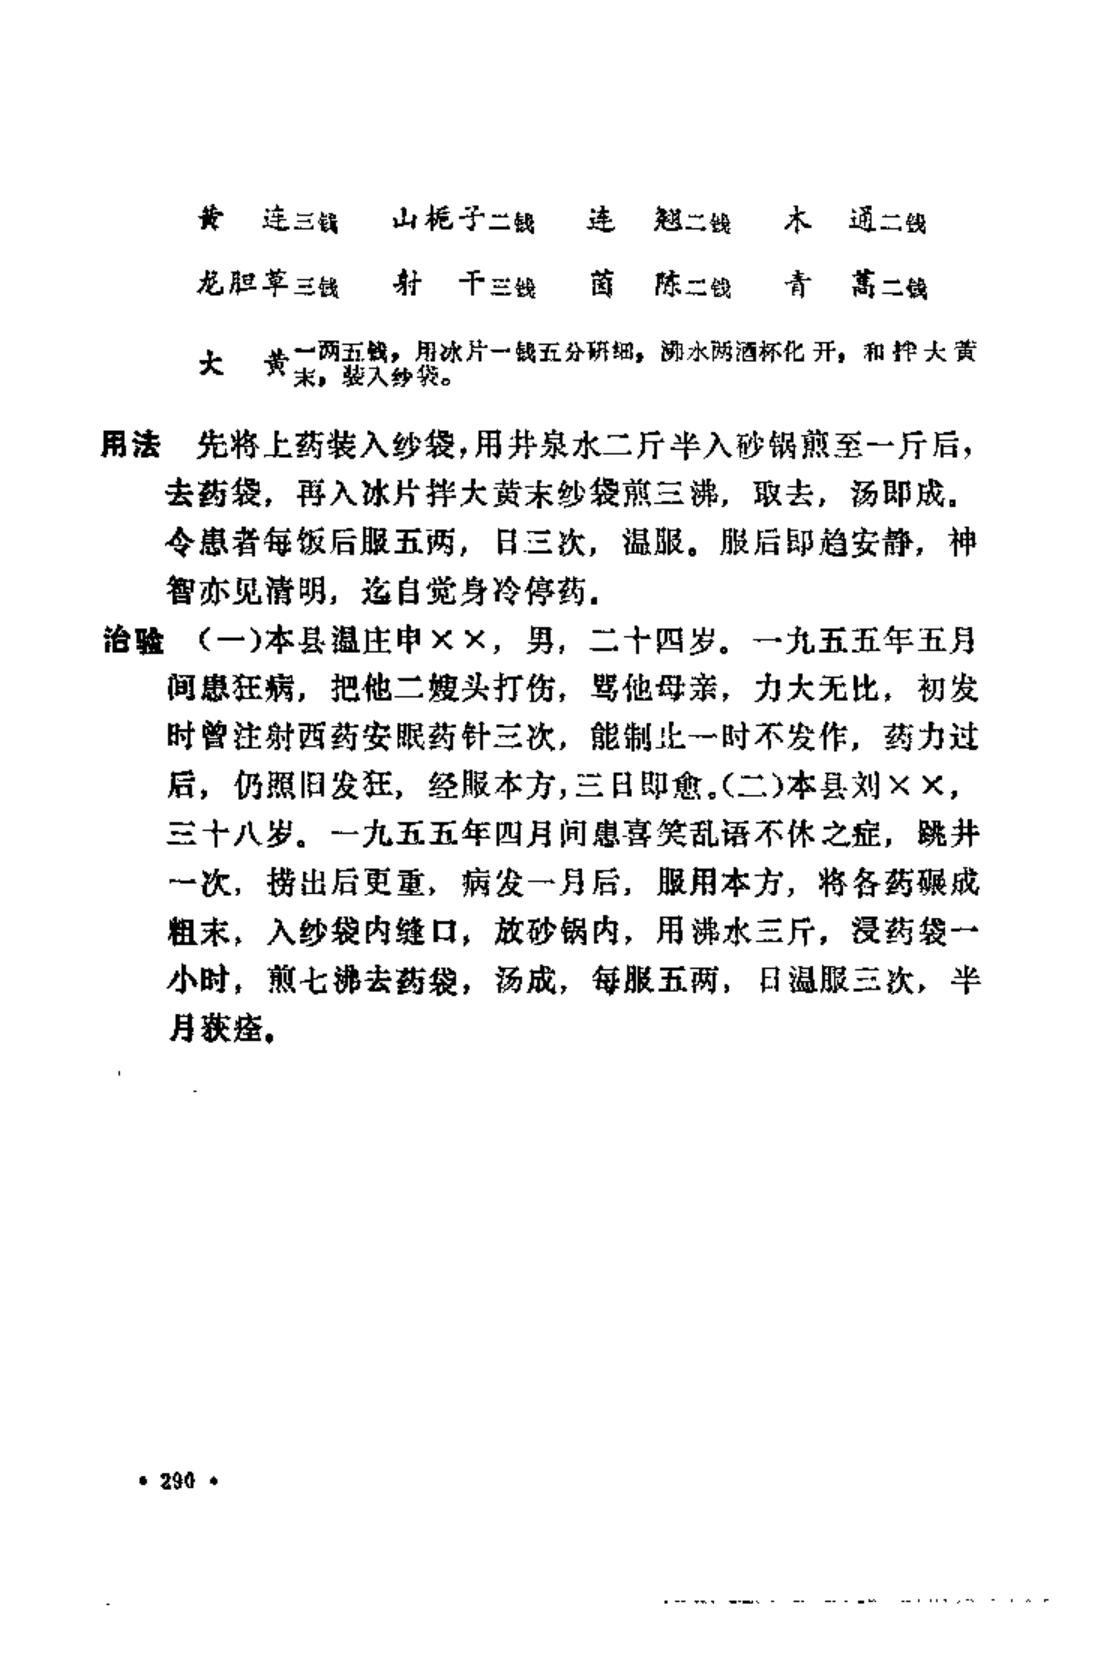 黄　连三钱　山栀子二钱　连　翘二钱　木　通二钱
龙胆草三钱　射　干三钱　茵　陈二钱　青　蒿二钱
大　黄一两五钱，用冰片一钱五分研细，沸水两酒杯化开，和拌大黄
末，装入纱袋。
用法　先将上药装入纱袋，用井泉水二斤半入砂锅煎至一斤后，
去药袋，再入冰片拌大黄末纱袋煎三沸，取去，汤即成。
令患者每饭后服五两，日三次，温服。服后即趋安静，神
智亦见清明，迄自觉身冷停药。
治验　（一）本县温庄申××，男，二十四岁。一九五五年五月
间患狂病，把他二嫂头打伤，骂他母亲，力大无比，初发
时曾注射西药安眠药针三次，能制止一时不发作，药力过
后，仍照旧发狂，经服本方，三日即愈。（二）本县刘××，
三十八岁。一九五五年四月间患喜笑乱语不休之症，跳井
一次，捞出后更重，病发一月后，服用本方，将各药碾成
粗末，入纱袋内缝口，放砂锅内，用沸水三斤，浸药袋一
小时，煎七沸去药袋，汤成，每服五两，日温服三次，半
月获痊。
• 290 •